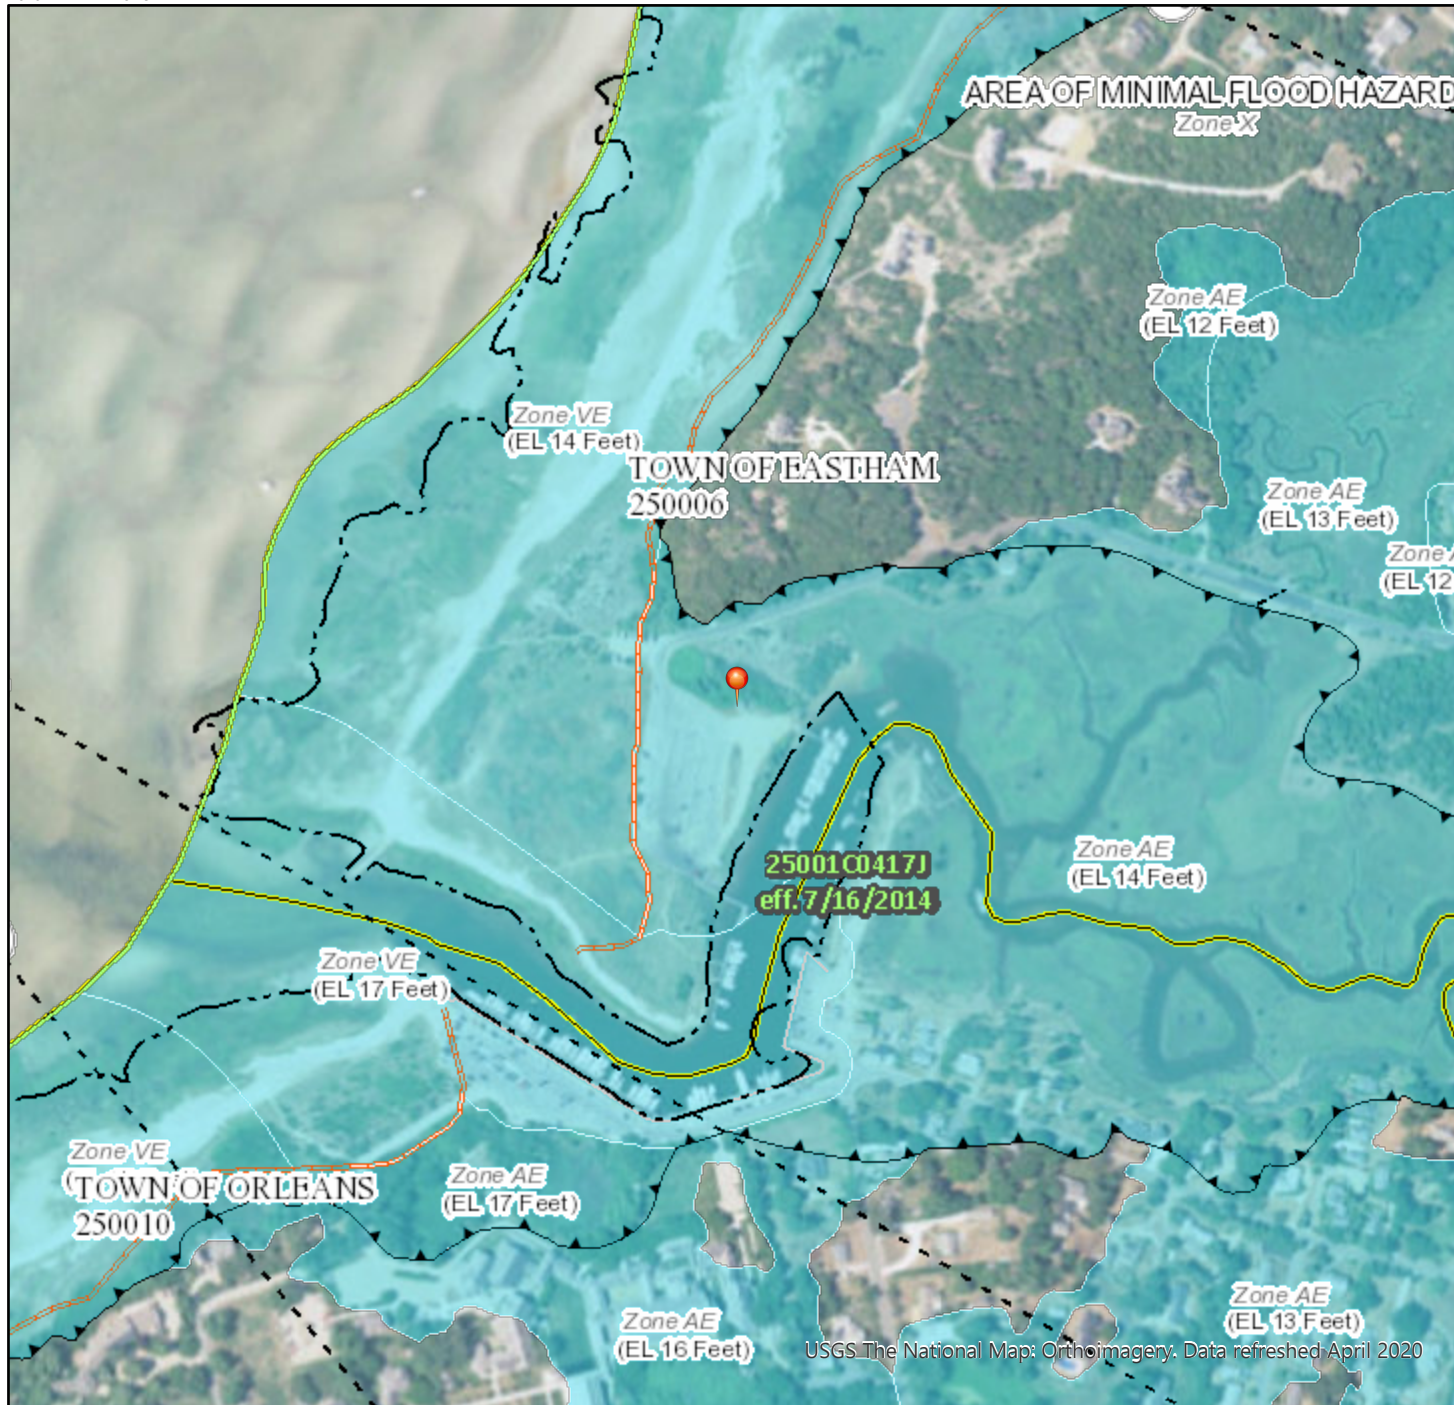 AREA OF MINIMAL FLOOD HAZARD
Zone X
Zone AE
(EL 12 Feet)
Zone VE
(EL 14 Feet)
TOWN OF EASTHAM
250006
Zone AE
(EL 13 Feet)
Zone
(EL 12
25001C0417J
eff. 7/16/2014
Zone AE
(EL 14 Feet)
Zone VE
(EL 17 Feet)
Zone VE
(
TOWN OF ORLEANS
250010
Zone AE
(EL 17 Feet)
Zone AE
(EL 16 Feet)
Zone AE
(EL 13 Feet)
USGS The National Map: Orthoimagery. Data refreshed April 2020